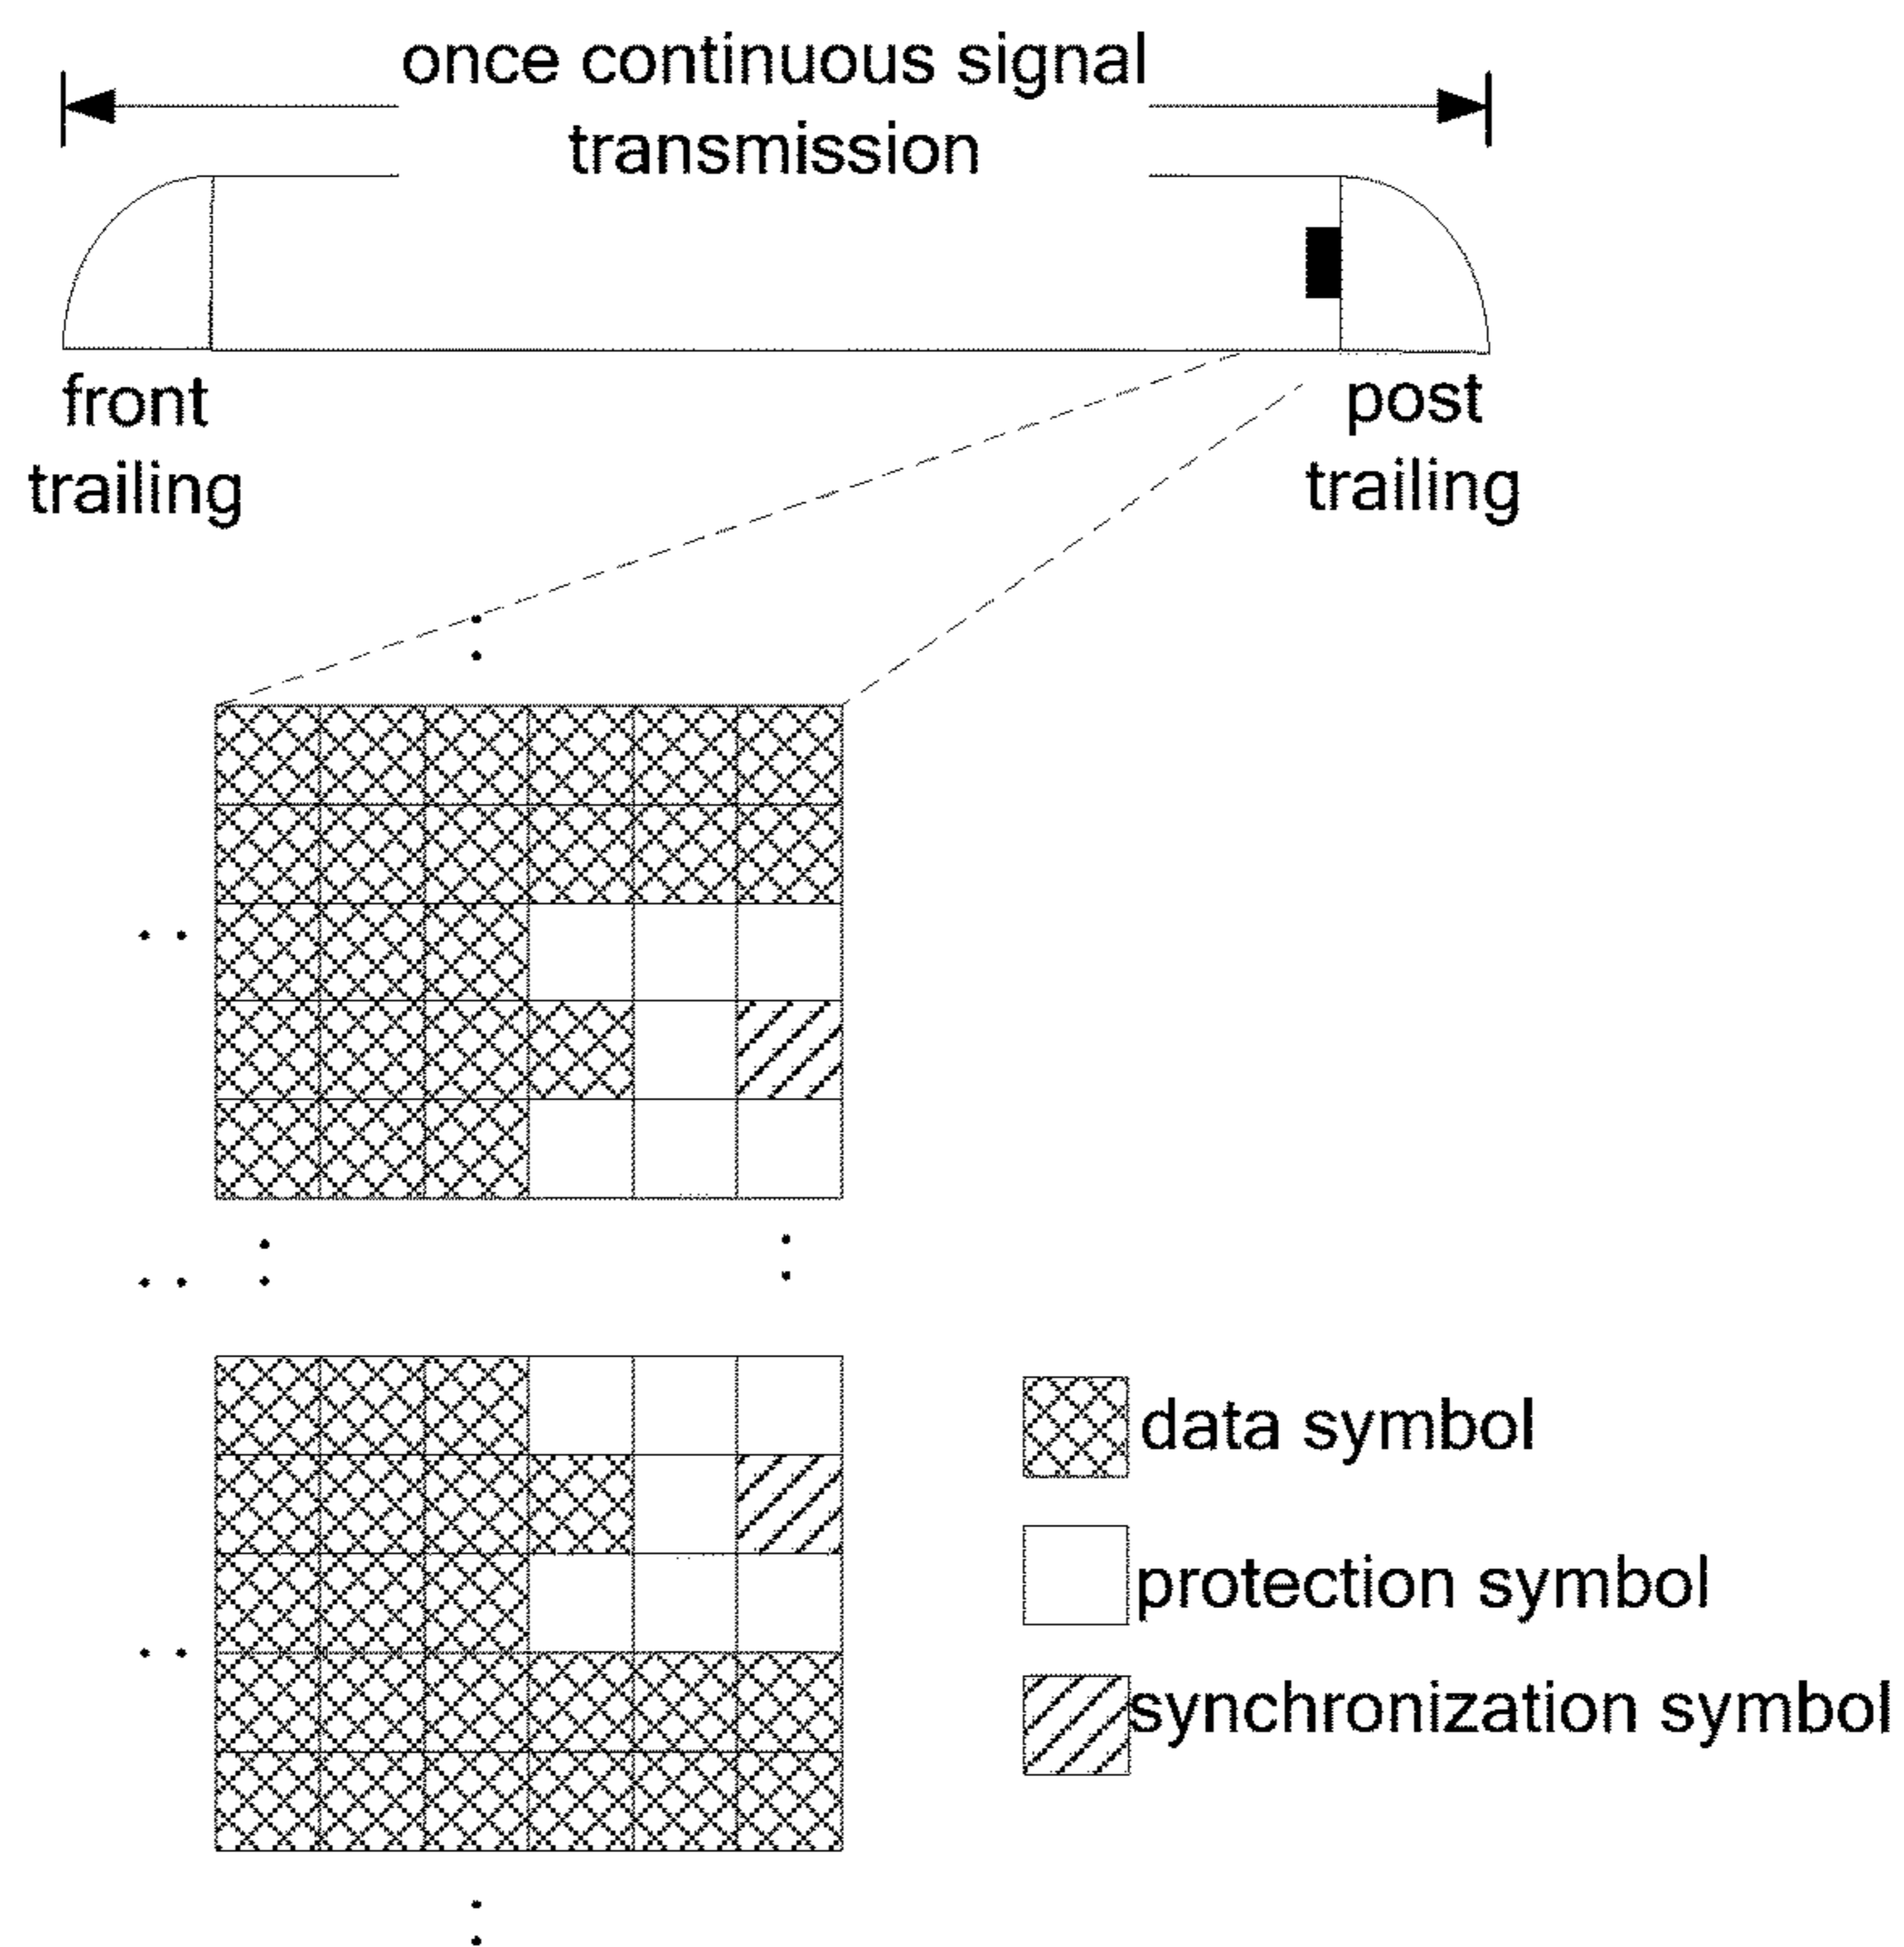 once continuous signal
transmission
front
trailing
post
trailing
data symbol
protection symbol
synchronization symbol